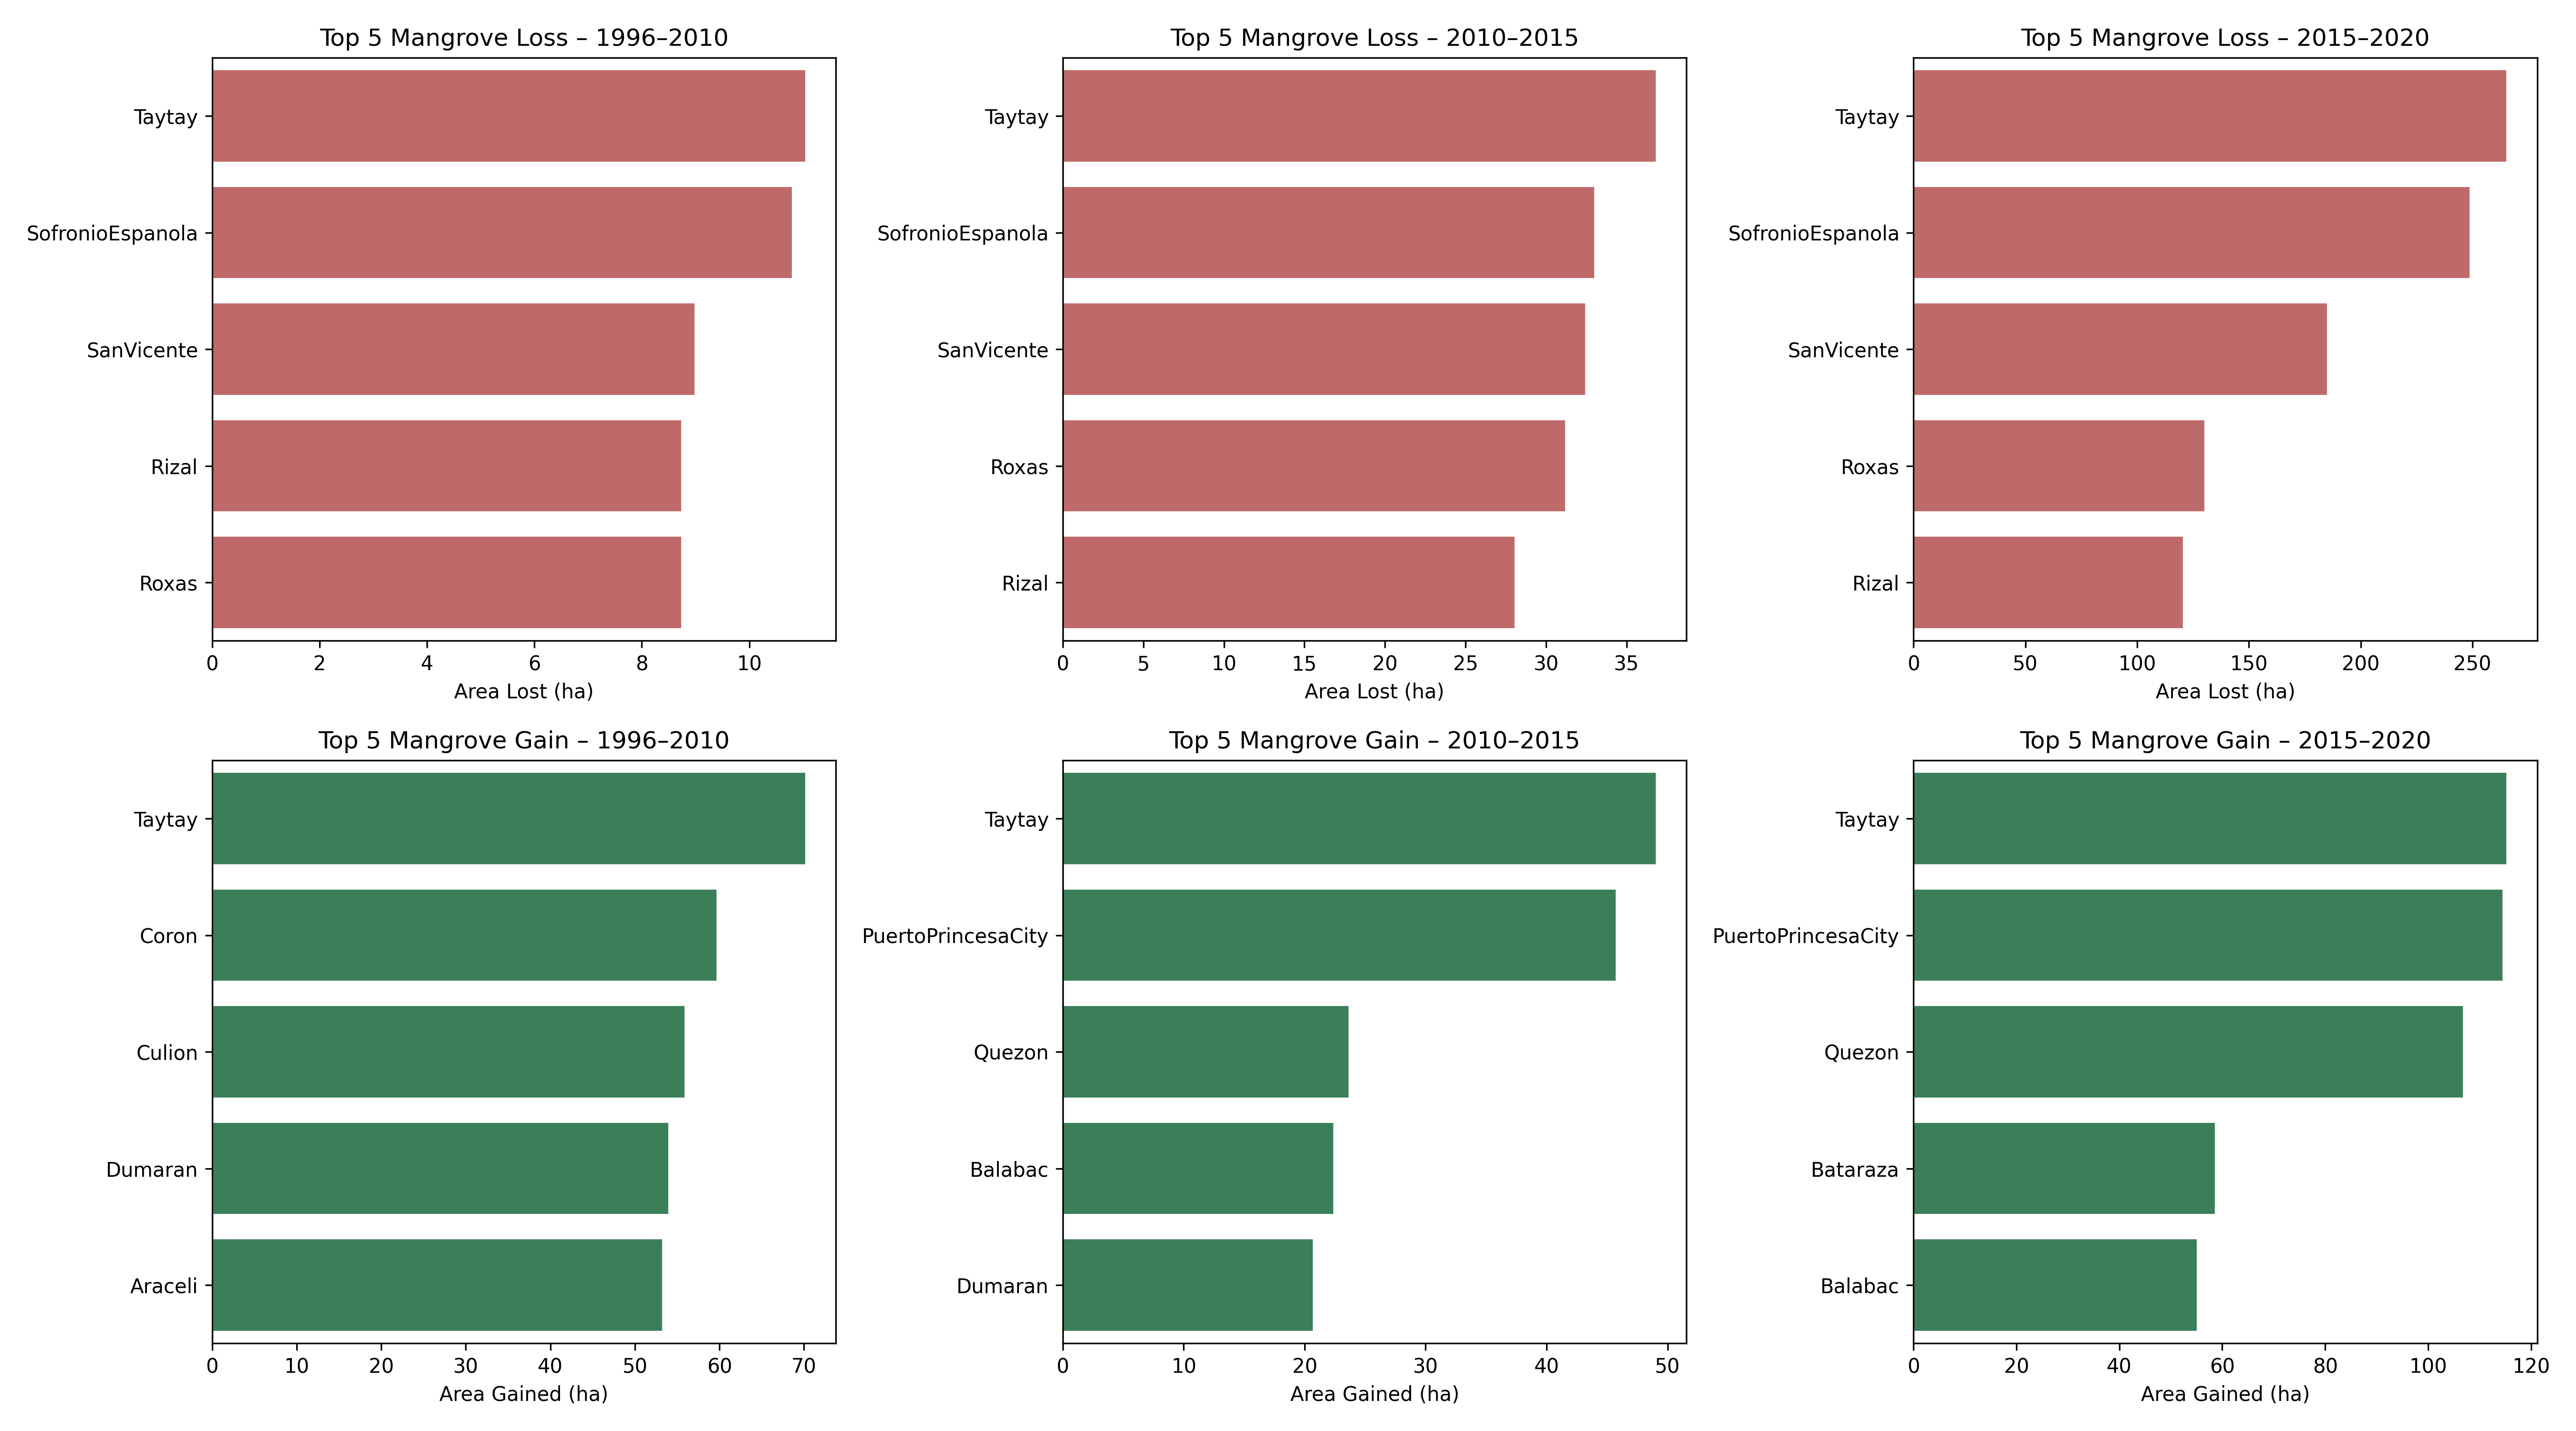 Top 5 Mangrove Loss – 1996–2010
Taytay
SofronioEspanola
SanVicente
Rizal
Roxas
0 2 4 6 8 10
Area Lost (ha)
Top 5 Mangrove Loss – 2010–2015
Taytay
SofronioEspanola
SanVicente
Roxas
Rizal
0 5 10 15 20 25 30 35
Area Lost (ha)
Top 5 Mangrove Loss – 2015–2020
Taytay
SofronioEspanola
SanVicente
Roxas
Rizal
0 50 100 150 200 250
Area Lost (ha)
Top 5 Mangrove Gain – 1996–2010
Taytay
Coron
Culion
Dumaran
Araceli
0 10 20 30 40 50 60 70
Area Gained (ha)
Top 5 Mangrove Gain – 2010–2015
Taytay
PuertoPrincesaCity
Quezon
Balabac
Dumaran
0 10 20 30 40 50
Area Gained (ha)
Top 5 Mangrove Gain – 2015–2020
Taytay
PuertoPrincesaCity
Quezon
Bataraza
Balabac
0 20 40 60 80 100 120
Area Gained (ha)